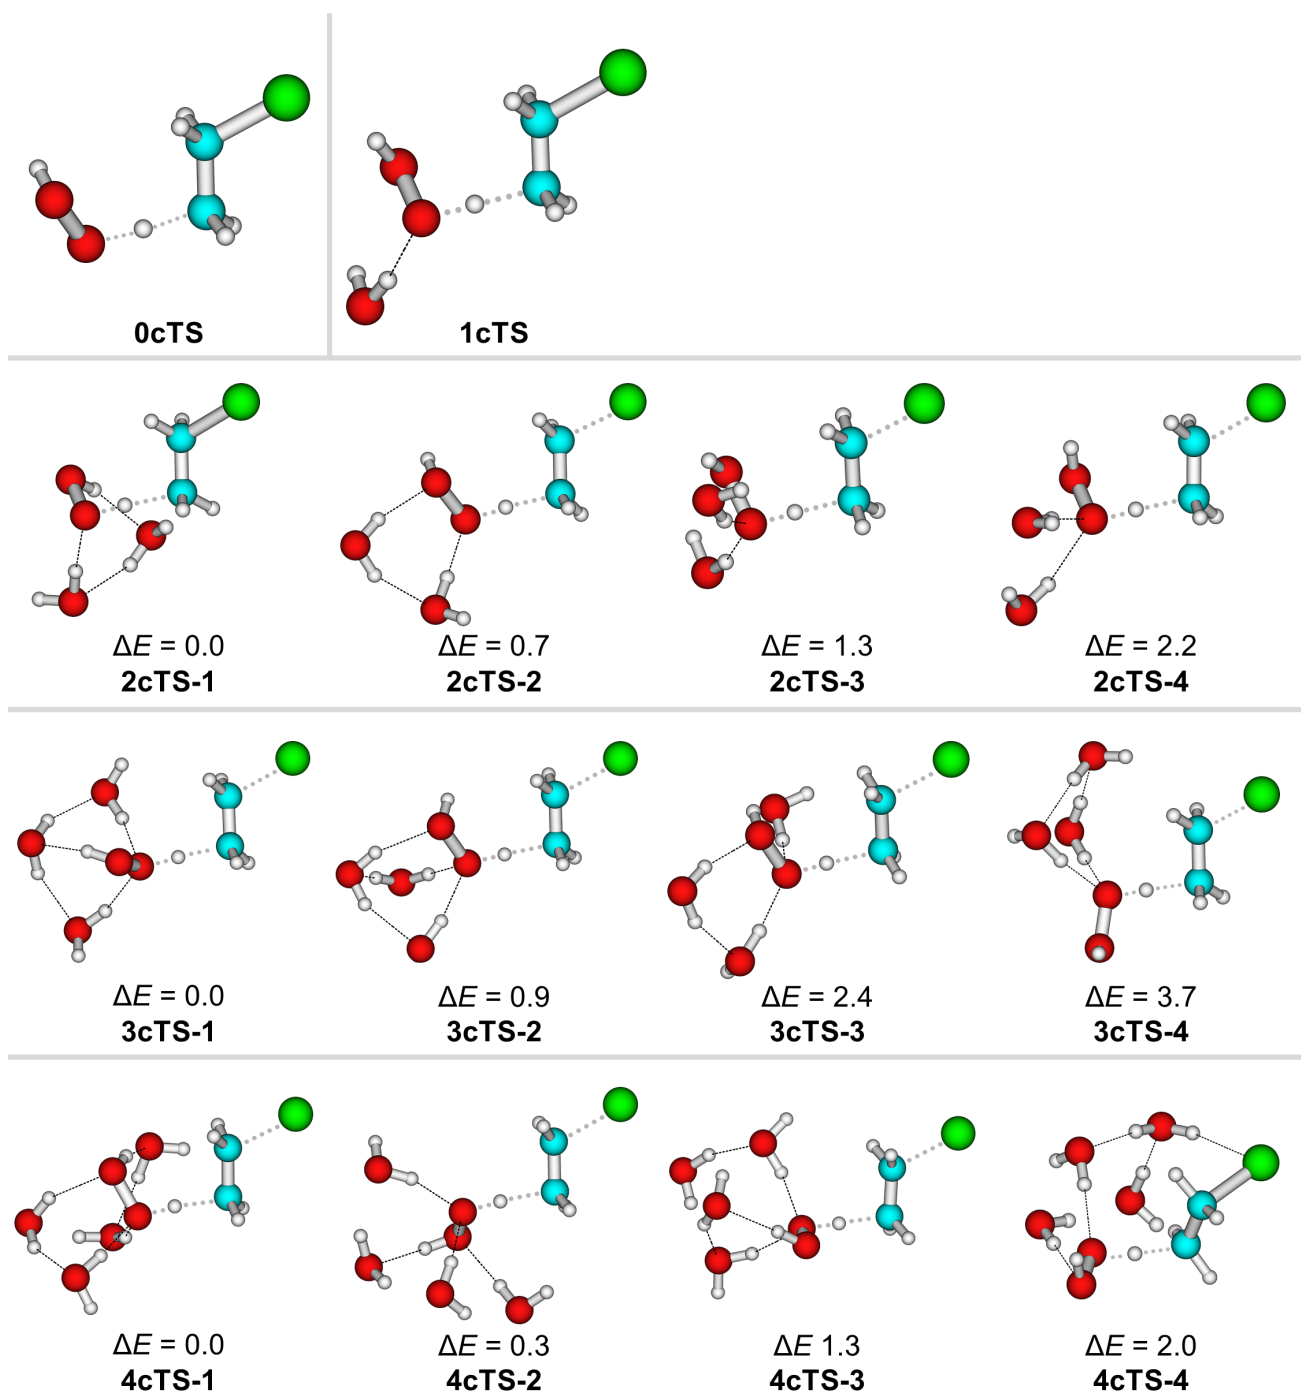 0cTS 1cTS
ΔE = 0.0 ΔE = 0.7 ΔE = 1.3 ΔE = 2.2
2cTS-1 2cTS-2 2cTS-3 2cTS-4
ΔE = 0.0 ΔE = 0.9 ΔE = 2.4 ΔE = 3.7
3cTS-1 3cTS-2 3cTS-3 3cTS-4
ΔE = 0.0 ΔE = 0.3 ΔE 1.3 ΔE = 2.0
4cTS-1 4cTS-2 4cTS-3 4cTS-4